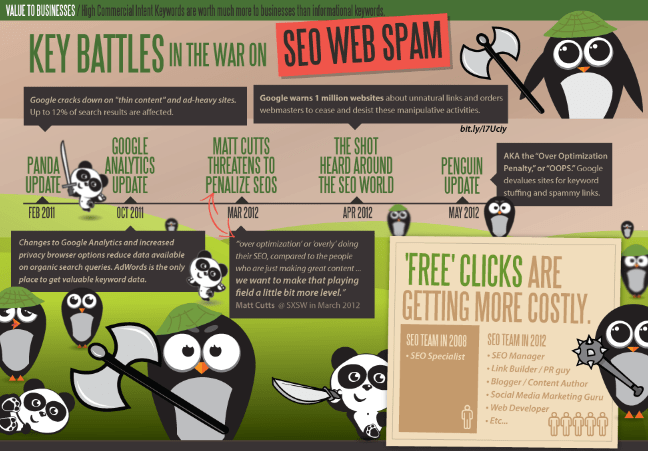 VALUE TO BUSINESSES / High Commercial Intent Keywords are worth much more to businesses than informational keywords.
KEY BATTLES IN THE WAR ON SEO WEB SPAM
Google cracks down on "thin content" and ad-heavy sites.
Up to 12% of search results are affected.
Google warns 1 million websites about unnatural links and orders
webmasters to cease and desist these manipulative activities.
bit.ly/I7UcIy
PANDA
UPDATE
FEB 2011
GOOGLE
ANALYTICS
UPDATE
OCT 2011
MATT CUTTS
THREATENS TO
PENALIZE SEOS
MAR 2012
THE SHOT
HEARD AROUND
THE SEO WORLD
APR 2012
PENGUIN
UPDATE
MAY 2012
AKA the "Over Optimization
Penalty," or "OOPS." Google
devalues sites for keyword
stuffing and spammy links.
Changes to Google Analytics and increased
privacy browser options reduce data available
on organic search queries. AdWords is the only
place to get valuable keyword data.
"over optimization' or 'overly' doing
their SEO, compared to the people
who are just making great content ...
we want to make that playing
field a little bit more level."
Matt Cutts @ SXSW in March 2012
'FREE' CLICKS ARE
GETTING MORE COSTLY.
SEO TEAM IN 2006
• SEO Specialist
SEO TEAM IN 2012
• SEO Manager
• Link Builder / PR guy
• Blogger / Content Author
• Social Media Marketing Guru
• Web Developer
• Etc...